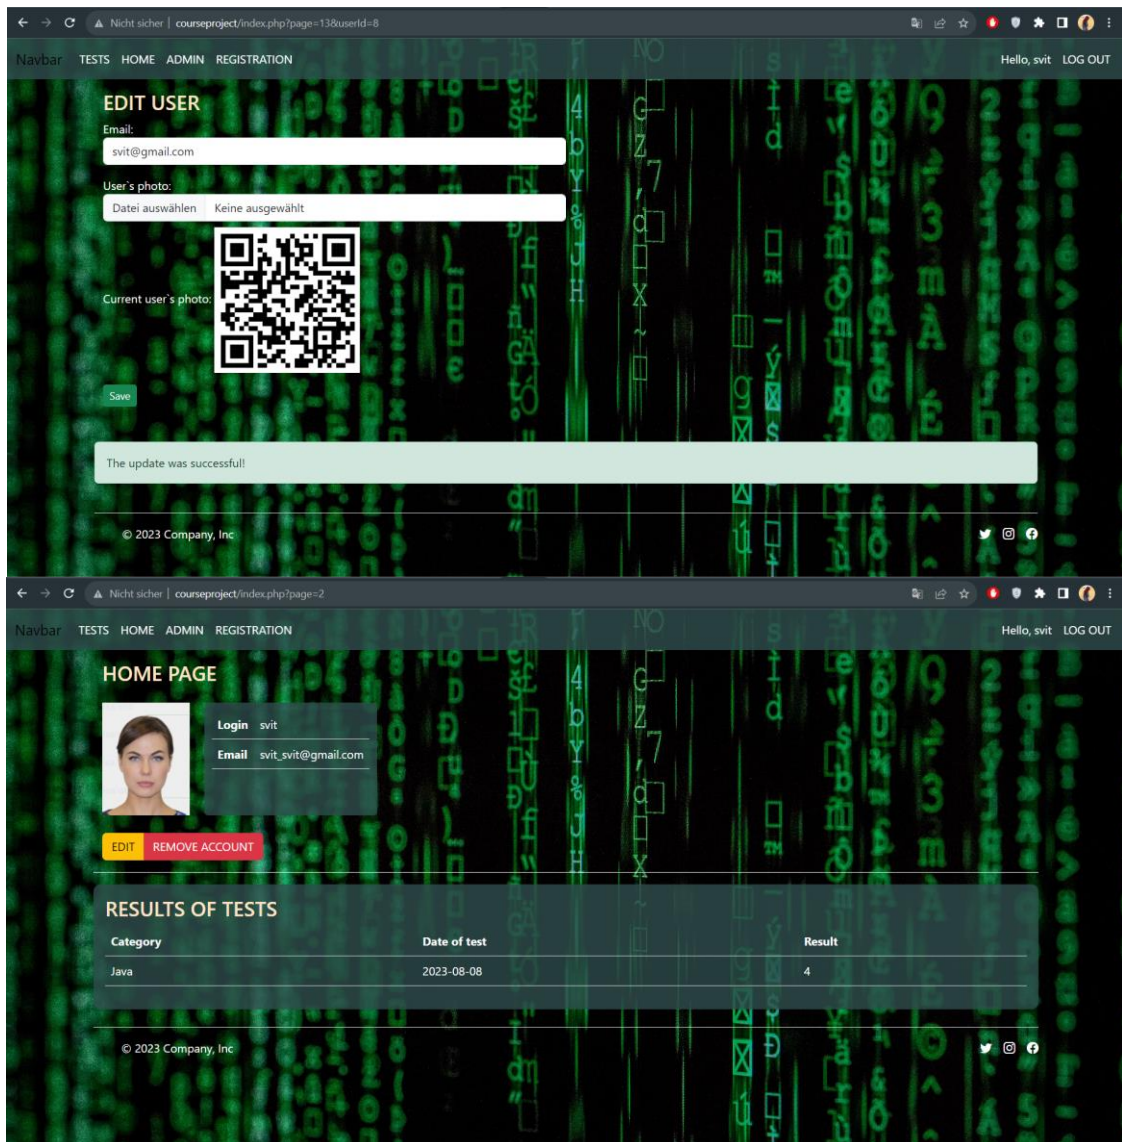 Nicht sicher | courseproject/index.php?page=13&userId=8
Navbar TESTS HOME ADMIN REGISTRATION Hello, svit LOG OUT
EDIT USER
Email:
svit@gmail.com
User`s photo:
Datei auswählen Keine ausgewählt
Current user`s photo:
Save
The update was successful!
© 2023 Company, Inc
Nicht sicher | courseproject/index.php?page=2
Navbar TESTS HOME ADMIN REGISTRATION Hello, svit LOG OUT
HOME PAGE
Login svit
Email svit_svit@gmail.com
EDIT REMOVE ACCOUNT
RESULTS OF TESTS
Category Date of test Result
Java 2023-08-08 4
© 2023 Company, Inc